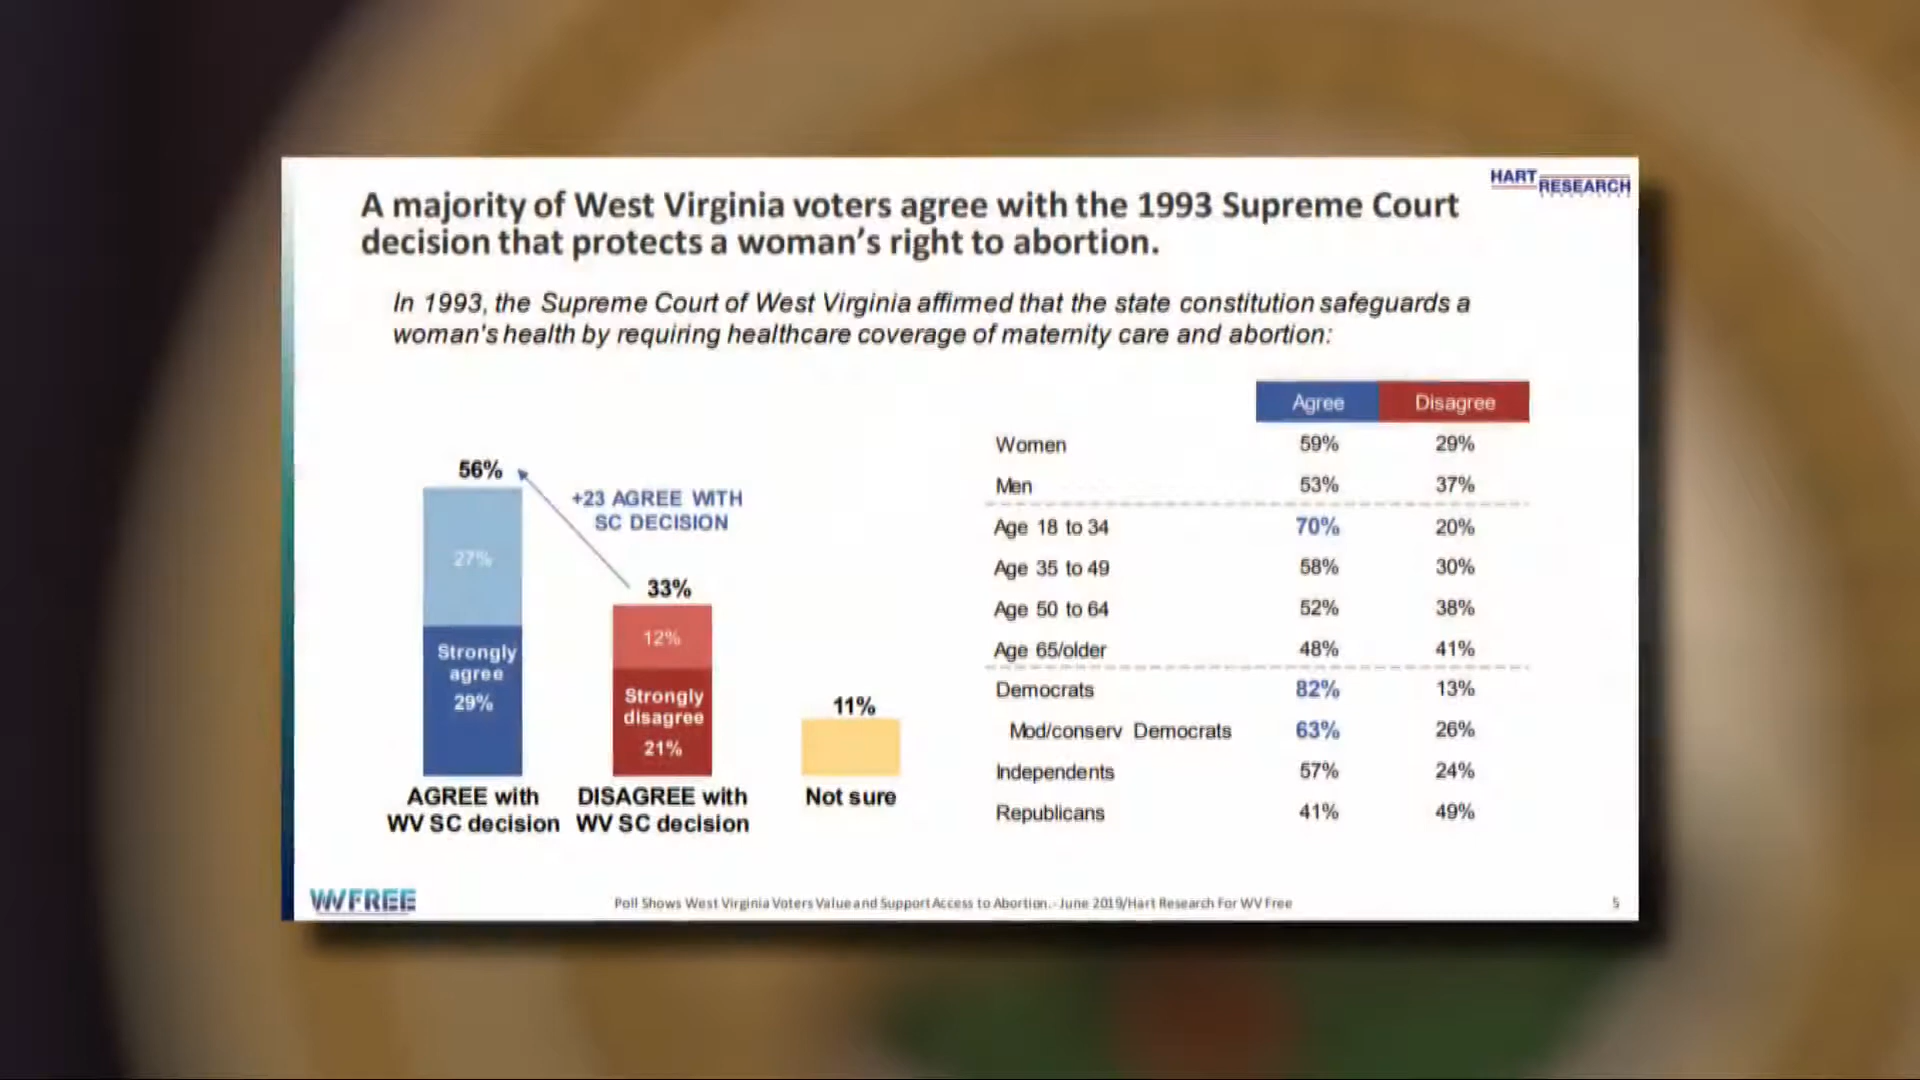 HART RESEARCH
A majority of West Virginia voters agree with the 1993 Supreme Court
decision that protects a woman's right to abortion.
In 1993, the Supreme Court of West Virginia affirmed that the state constitution safeguards a
woman's health by requiring healthcare coverage of maternity care and abortion:
56%
+23 AGREE WITH
SC DECISION
27%
33%
12%
Strongly
agree
29%
Strongly
disagree
21%
11%
AGREE with
WV SC decision
DISAGREE with
WV SC decision
Not sure
Agree Disagree
Women 59% 29%
Men 53% 37%
Age 18 to 34 70% 20%
Age 35 to 49 58% 30%
Age 50 to 64 52% 38%
Age 65/older 48% 41%
Democrats 82% 13%
Mod/conserv Democrats 63% 26%
Independents 57% 24%
Republicans 41% 49%
WVFREE
Poll Shows West Virginia Voters Value and Support Access to Abortion.- June 2019/Hart Research For WV Free
5